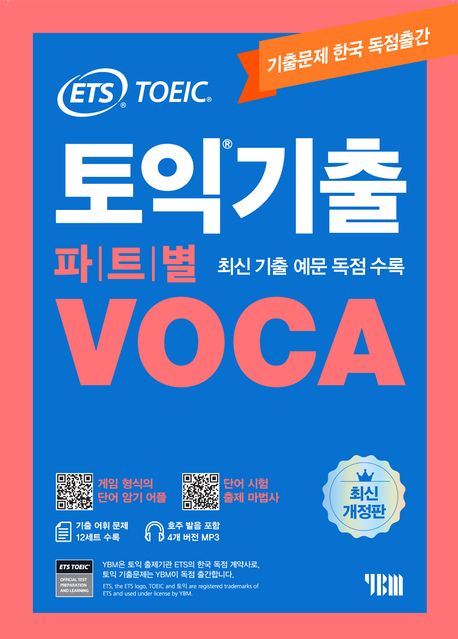 기출문제 한국 독점출간
ETS® TOEIC®
토익®기출
파|트|별 최신 기출 예문 독점 수록
VOCA
게임 형식의
단어 암기 어플
단어 시험
출제 마법사
기출 어휘 문제
12세트 수록
호주 발음 포함
4개 버전 MP3
최신
개정판
ETS TOEIC®
OFFICIAL TEST
PREPARATION
AND LEARNING
YBM은 토익 출제기관 ETS의 한국 독점 계약사로,
토익 기출문제는 YBM이 독점 출간합니다.
ETS, the ETS logo, TOEIC and 토익 are registered trademarks of
ETS and used under license by YBM.
YBM